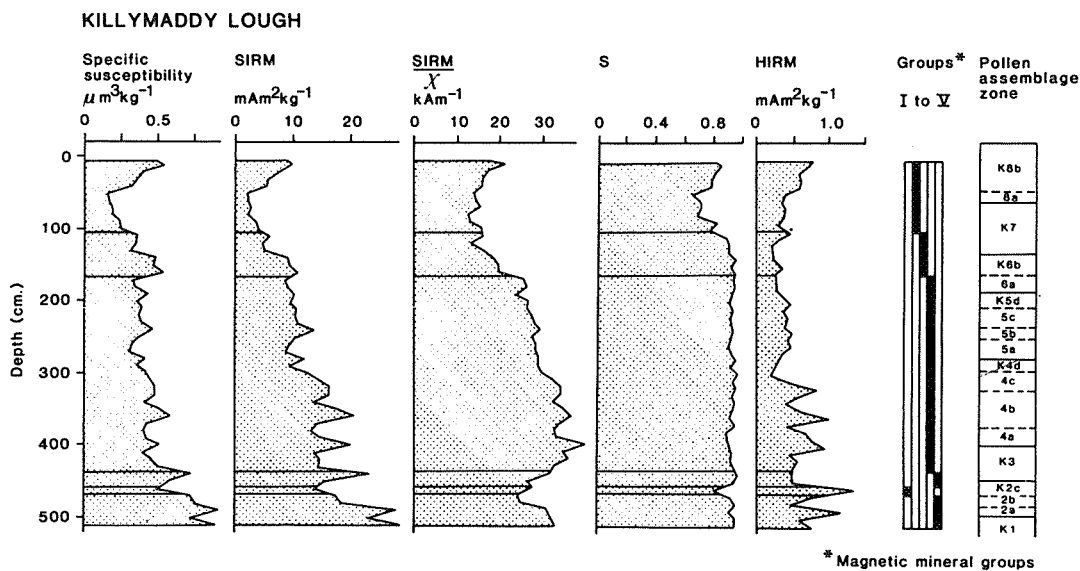 KILLYMADDY LOUGH
Specific susceptibility μm³kg⁻¹
SIRM mAm²kg⁻¹
SIRM/χ kAm⁻¹
S
HIRM mAm²kg⁻¹
Groups* I to V
Pollen assemblage zone
0 0.5
0 10 20
0 10 20 30
0 0.4 0.8
0 1.0
Depth (cm.)
0
100
200
300
400
500
K8b
8a
K7
K6b
6a
K5d
5c
5b
5a
K4d
4c
4b
4a
K3
K2c
2b
2a
K1
*Magnetic mineral groups